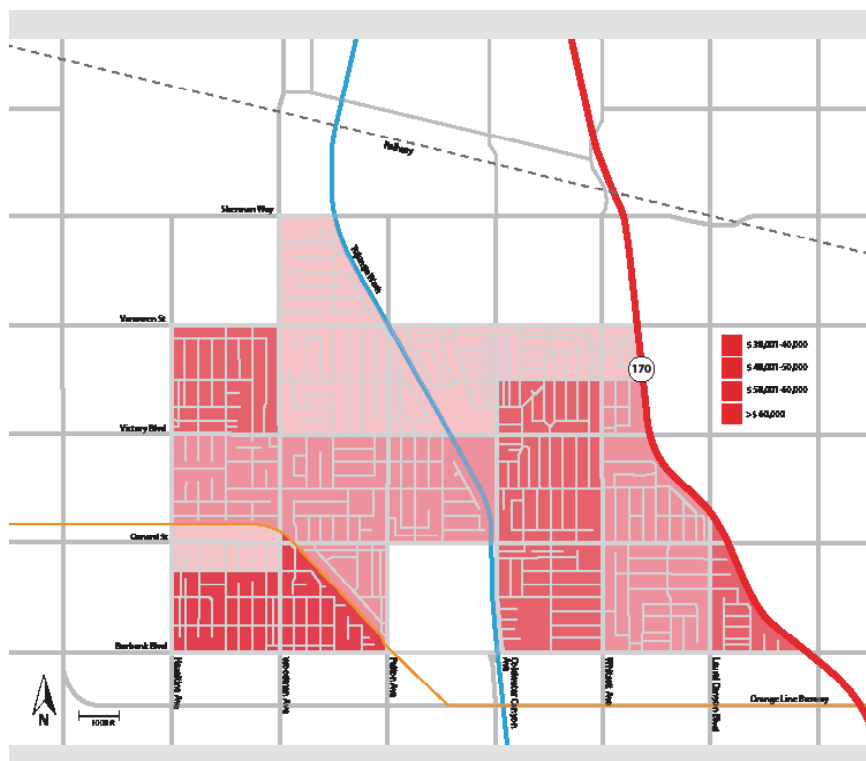 Railway
Sherman Way
Tujunga Wash
Vanowen St
170
$ 38,001-40,000
$ 48,001-50,000
$ 58,001-60,000
>$ 60,000
Victory Blvd
Oxnard St
Burbank Blvd
Hazeltine Ave
Woodman Ave
Fulton Ave
Coldwater Canyon
Ave
Whitsett Ave
Laurel Canyon Blvd
Orange Line Busway
N